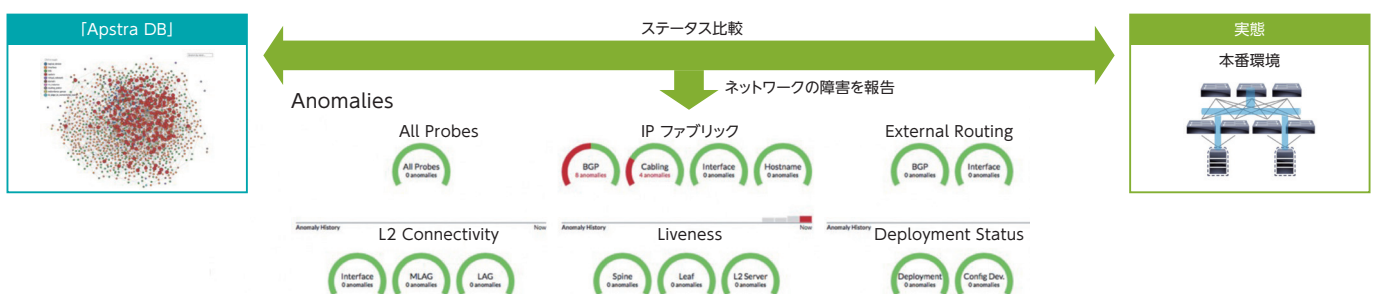 「Apstra DB」
ステータス比較
実態
本番環境
ネットワークの障害を報告
Anomalies
All Probes
IP ファブリック
External Routing
All Probes
0 anomalies
BGP
8 anomalies
Cabling
4 anomalies
Interface
0 anomalies
Hostname
0 anomalies
BGP
0 anomalies
Interface
0 anomalies
Anomaly History
Now
Anomaly History
Now
Anomaly History
L2 Connectivity
Liveness
Deployment Status
Interface
0 anomalies
MLAG
0 anomalies
LAG
0 anomalies
Spine
0 anomalies
Leaf
0 anomalies
L2 Server
0 anomalies
Deployment
0 anomalies
Config Dev.
0 anomalies